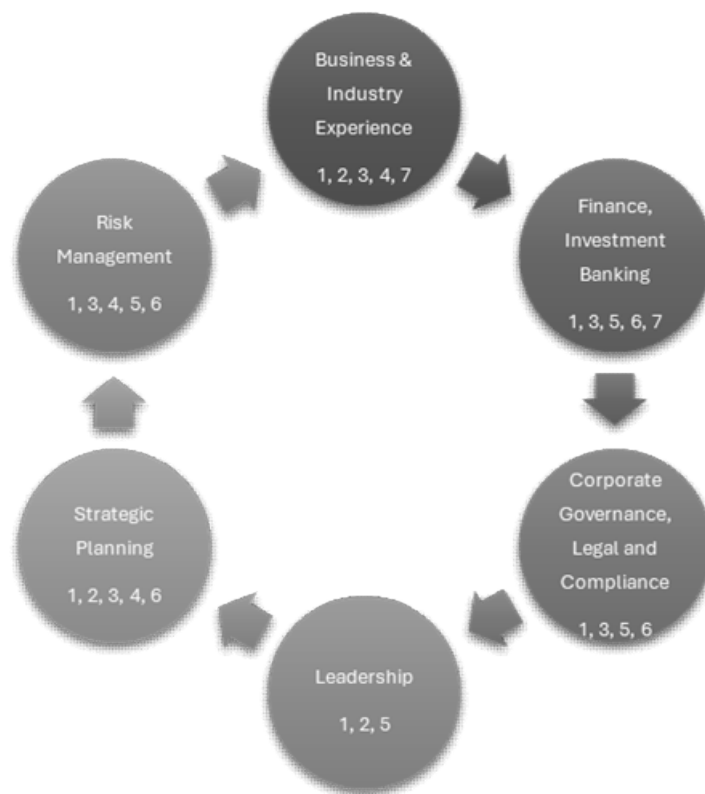 Business &
Industry
Experience
1, 2, 3, 4, 7
Finance,
Investment
Banking
1, 3, 5, 6, 7
Corporate
Governance,
Legal and
Compliance
1, 3, 5, 6
Leadership
1, 2, 5
Strategic
Planning
1, 2, 3, 4, 6
Risk
Management
1, 3, 4, 5, 6